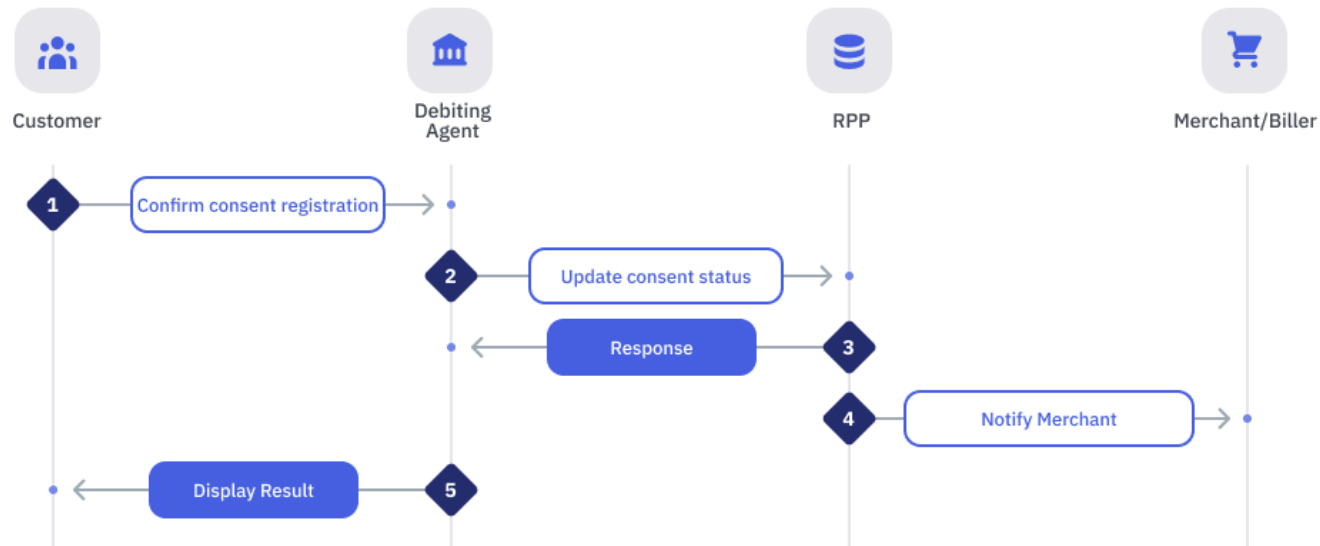 Customer
Debiting
Agent
RPP
Merchant/Biller
1
Confirm consent registration
2
Update consent status
Response
3
4
Notify Merchant
Display Result
5